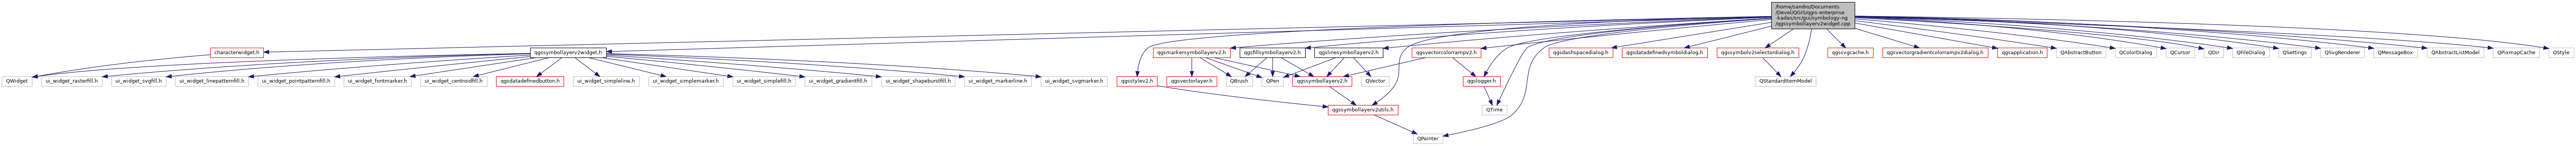 /home/sandro/Documents
/Devel/QGIS/qgis-enterprise
-kadas/src/gui/symbology-ng
/qgssymbollayerv2widget.cpp
characterwidget.h
qgssymbollayerv2widget.h
qgsmarkersymbollayerv2.h
qgsfillsymbollayerv2.h
qgslinesymbollayerv2.h
qgsvectorcolorrampv2.h
qgsdashspacedialog.h
qgsdatadefinedsymboldialog.h
qgssymbolv2selectordialog.h
qgssvgcache.h
qgsvectorgradientcolorrampv2dialog.h
qgsapplication.h
QAbstractButton
QColorDialog
QCursor
QDir
QFileDialog
QSettings
QSvgRenderer
QMessageBox
QAbstractListModel
QPixmapCache
QStyle
QWidget
ui_widget_rasterfill.h
ui_widget_svgfill.h
ui_widget_linepatternfill.h
ui_widget_pointpatternfill.h
ui_widget_fontmarker.h
ui_widget_centroidfill.h
qgsdatadefinedbutton.h
ui_widget_simpleline.h
ui_widget_simplemarker.h
ui_widget_simplefill.h
ui_widget_gradientfill.h
ui_widget_shapeburstfill.h
ui_widget_markerline.h
ui_widget_svgmarker.h
qgsstylev2.h
qgsvectorlayer.h
QBrush
QPen
qgssymbollayerv2.h
QVector
qgslogger.h
QStandardItemModel
qgssymbollayerv2utils.h
QTime
QPainter